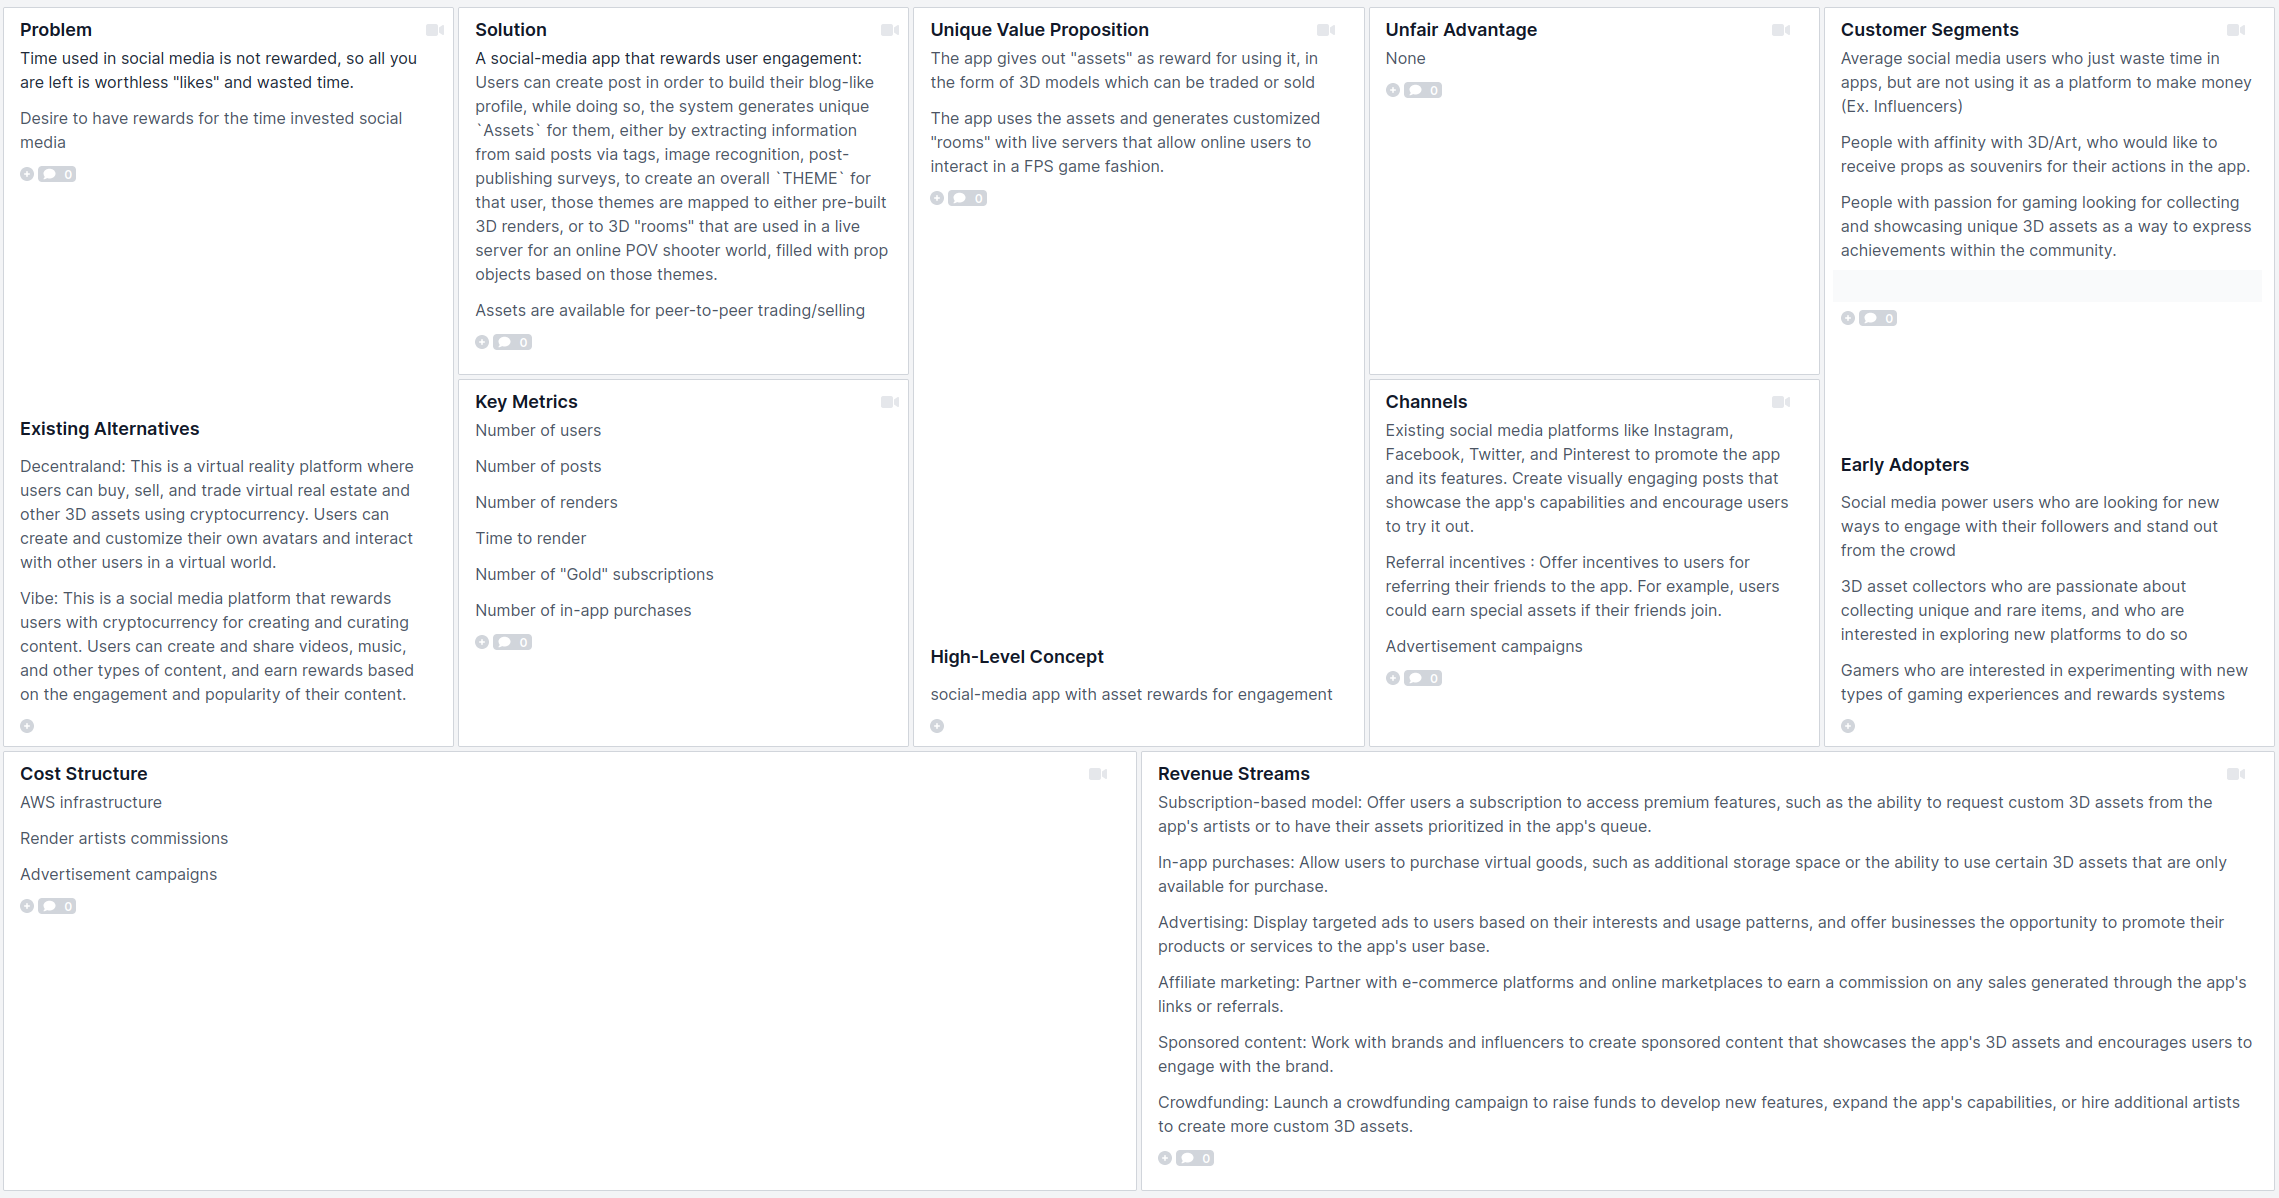 Problem
Time used in social media is not rewarded, so all you
are left is worthless "likes" and wasted time.
Desire to have rewards for the time invested social
media
0
Existing Alternatives
Decentraland: This is a virtual reality platform where
users can buy, sell, and trade virtual real estate and
other 3D assets using cryptocurrency. Users can
create and customize their own avatars and interact
with other users in a virtual world.
Vibe: This is a social media platform that rewards
users with cryptocurrency for creating and curating
content. Users can create and share videos, music,
and other types of content, and earn rewards based
on the engagement and popularity of their content.
Solution
A social-media app that rewards user engagement:
Users can create post in order to build their blog-like
profile, while doing so, the system generates unique
`Assets` for them, either by extracting information
from said posts via tags, image recognition, post-
publishing surveys, to create an overall `THEME` for
that user, those themes are mapped to either pre-built
3D renders, or to 3D "rooms" that are used in a live
server for an online POV shooter world, filled with prop
objects based on those themes.
Assets are available for peer-to-peer trading/selling
0
Key Metrics
Number of users
Number of posts
Number of renders
Time to render
Number of "Gold" subscriptions
Number of in-app purchases
0
Unique Value Proposition
The app gives out "assets" as reward for using it, in
the form of 3D models which can be traded or sold
The app uses the assets and generates customized
"rooms" with live servers that allow online users to
interact in a FPS game fashion.
0
High-Level Concept
social-media app with asset rewards for engagement
Unfair Advantage
None
0
Channels
Existing social media platforms like Instagram,
Facebook, Twitter, and Pinterest to promote the app
and its features. Create visually engaging posts that
showcase the app's capabilities and encourage users
to try it out.
Referral incentives : Offer incentives to users for
referring their friends to the app. For example, users
could earn special assets if their friends join.
Advertisement campaigns
0
Customer Segments
Average social media users who just waste time in
apps, but are not using it as a platform to make money
(Ex. Influencers)
People with affinity with 3D/Art, who would like to
receive props as souvenirs for their actions in the app.
People with passion for gaming looking for collecting
and showcasing unique 3D assets as a way to express
achievements within the community.
0
Early Adopters
Social media power users who are looking for new
ways to engage with their followers and stand out
from the crowd
3D asset collectors who are passionate about
collecting unique and rare items, and who are
interested in exploring new platforms to do so
Gamers who are interested in experimenting with new
types of gaming experiences and rewards systems
Cost Structure
AWS infrastructure
Render artists commissions
Advertisement campaigns
0
Revenue Streams
Subscription-based model: Offer users a subscription to access premium features, such as the ability to request custom 3D assets from the
app's artists or to have their assets prioritized in the app's queue.
In-app purchases: Allow users to purchase virtual goods, such as additional storage space or the ability to use certain 3D assets that are only
available for purchase.
Advertising: Display targeted ads to users based on their interests and usage patterns, and offer businesses the opportunity to promote their
products or services to the app's user base.
Affiliate marketing: Partner with e-commerce platforms and online marketplaces to earn a commission on any sales generated through the app's
links or referrals.
Sponsored content: Work with brands and influencers to create sponsored content that showcases the app's 3D assets and encourages users to
engage with the brand.
Crowdfunding: Launch a crowdfunding campaign to raise funds to develop new features, expand the app's capabilities, or hire additional artists
to create more custom 3D assets.
0